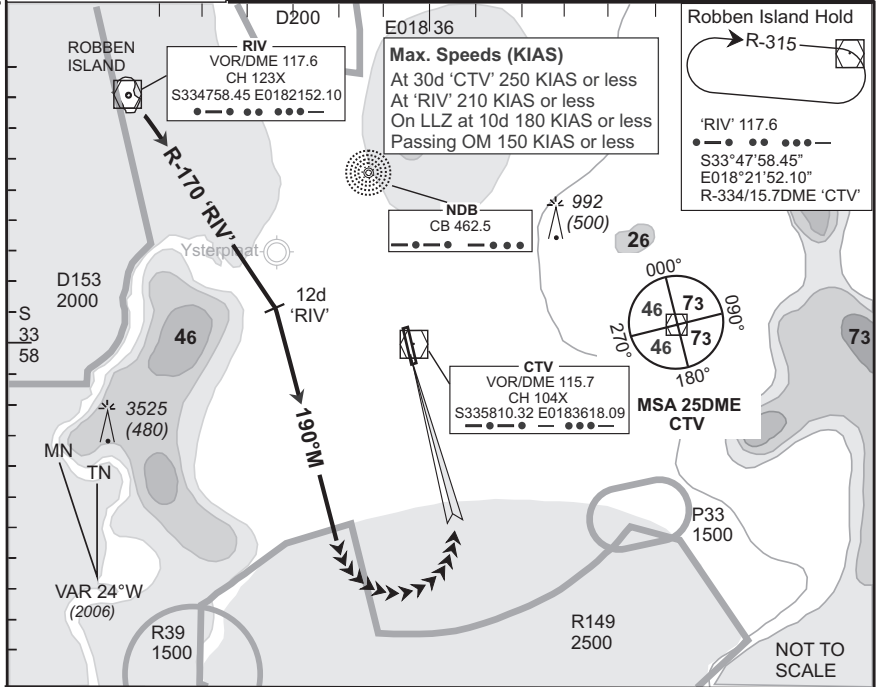 D200
E018 36
ROBBEN
ISLAND
RIV
VOR/DME 117.6
CH 123X
S334758.45 E0182152.10
Max. Speeds (KIAS)
At 30d ‘CTV’ 250 KIAS or less
At ‘RIV’ 210 KIAS or less
On LLZ at 10d 180 KIAS or less
Passing OM 150 KIAS or less
Robben Island Hold
R-315
‘RIV’ 117.6
S33°47’58.45”
E018°21’52.10”
R-334/15.7DME ‘CTV’
R-170 ‘RIV’
NDB
CB 462.5
992
(500)
26
Ysterplaat
D153
2000
12d
‘RIV’
000°
090°
180°
270°
46
73
46
73
MSA 25DME
CTV
S
33
58
46
73
CTV
VOR/DME 115.7
CH 104X
S335810.32 E0183618.09
3525
(480)
190°M
MN
TN
VAR 24°W
(2006)
P33
1500
R39
1500
R149
2500
NOT TO
SCALE